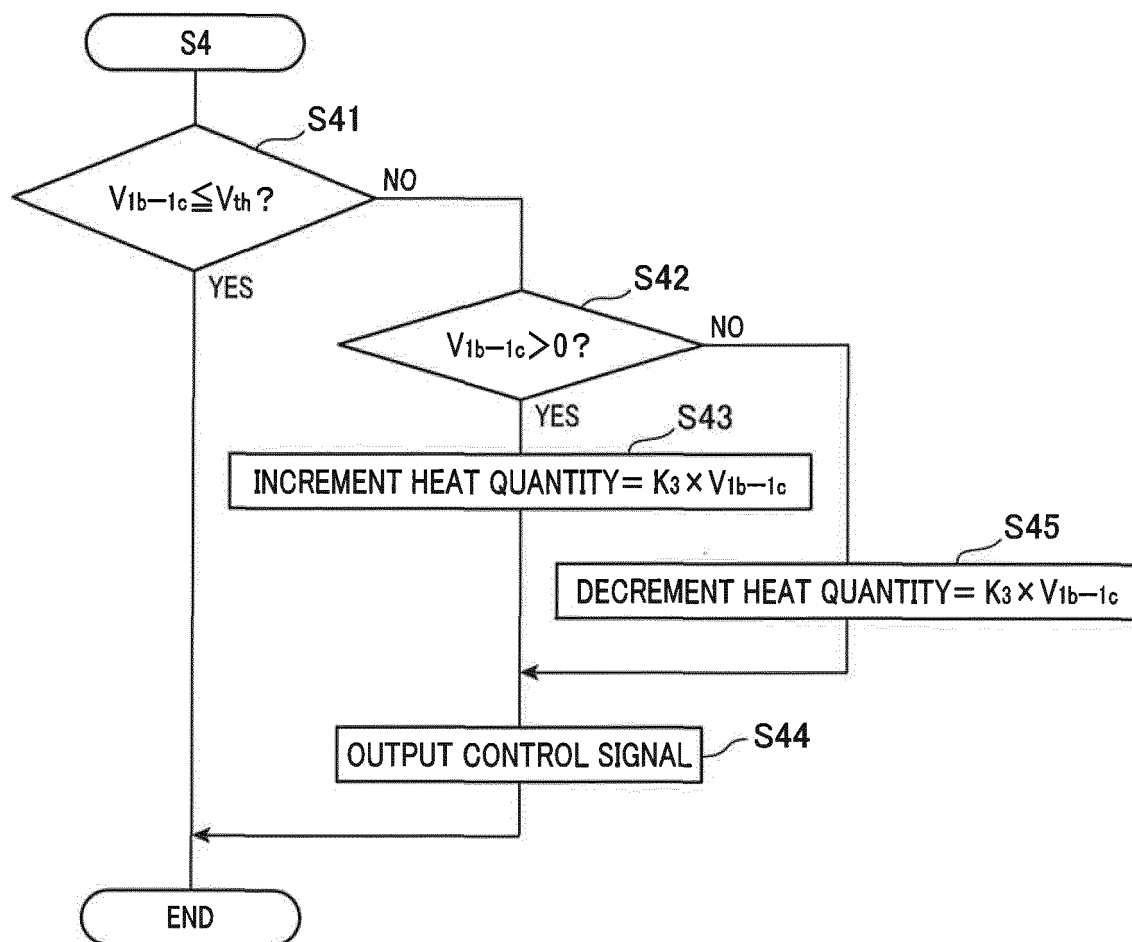 S4
S41
V1b−1c≦Vth?
NO
YES
S42
V1b−1c>0?
NO
YES
S43
INCREMENT HEAT QUANTITY= K3×V1b−1c
S45
DECREMENT HEAT QUANTITY= K3×V1b−1c
S44
OUTPUT CONTROL SIGNAL
END